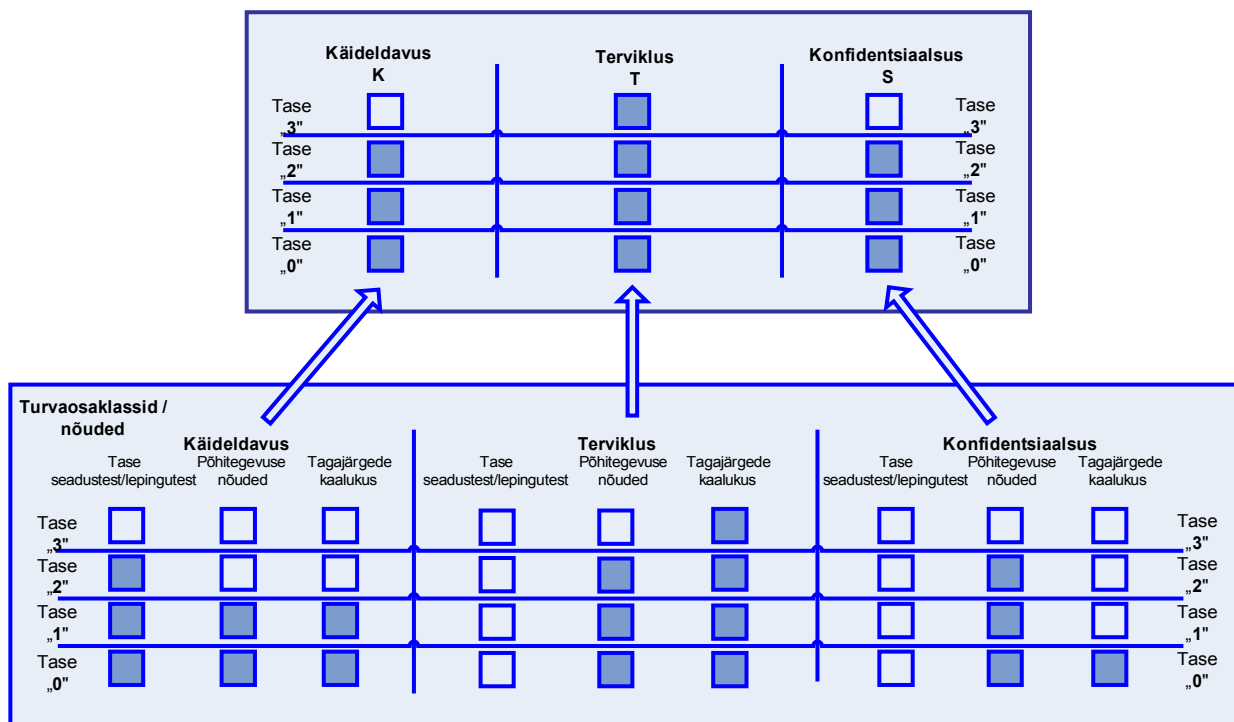 Käideldavus
K
Terviklus
T
Konfidentsiaalsus
S
Tase
„3"
Tase
„3"
Tase
„2"
Tase
„2"
Tase
„1"
Tase
„1"
Tase
„0"
Tase
„0"
Turvaosaklassid /
nõuded
Käideldavus
Terviklus
Konfidentsiaalsus
Tase
seadustest/lepingutest
Põhitegevuse
nõuded
Tagajärgede
kaalukus
Tase
seadustest/lepingutest
Põhitegevuse
nõuded
Tagajärgede
kaalukus
Tase
seadustest/lepingutest
Põhitegevuse
nõuded
Tagajärgede
kaalukus
Tase
„3"
Tase
„3"
Tase
„2"
Tase
„2"
Tase
„1"
Tase
„1"
Tase
„0"
Tase
„0"